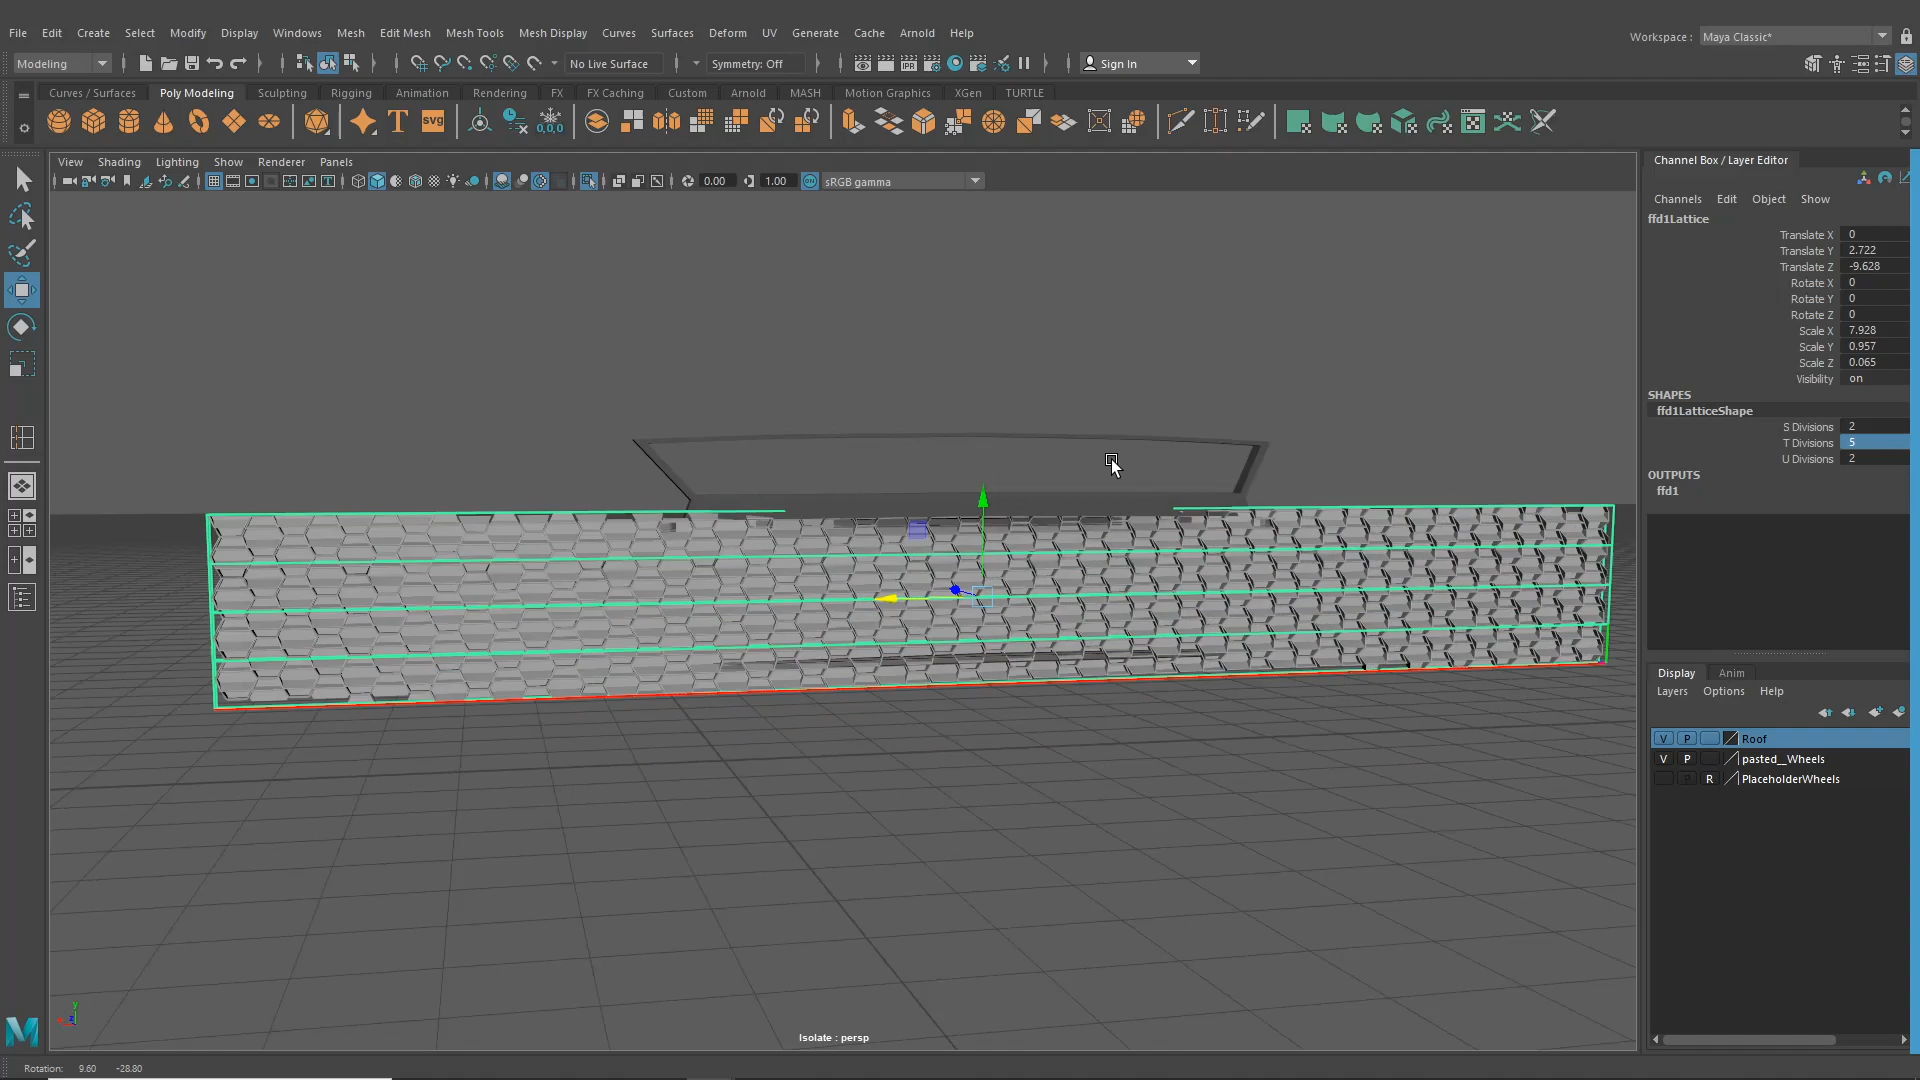 File Edit Create Select Modify Display Windows Mesh Edit Mesh Mesh Tools Mesh Display Curves Surfaces Deform UV Generate Cache Arnold Help
Workspace : Maya Classic*
Modeling No Live Surface Symmetry: Off Sign In
Curves / Surfaces Poly Modeling Sculpting Rigging Animation Rendering FX FX Caching Custom Arnold MASH Motion Graphics XGen TURTLE
T svg 0,0,0
View Shading Lighting Show Renderer Panels
0.00 1.00 ON sRGB gamma
Channel Box / Layer Editor
Channels Edit Object Show
ffd1Lattice
Translate X 0
Translate Y 2.722
Translate Z -9.628
Rotate X 0
Rotate Y 0
Rotate Z 0
Scale X 7.928
Scale Y 0.957
Scale Z 0.065
Visibility on
SHAPES
ffd1LatticeShape
S Divisions 2
T Divisions 5
U Divisions 2
OUTPUTS
ffd1
Display Anim
Layers Options Help
V P Roof
V P pasted__Wheels
P R PlaceholderWheels
y
z
Isolate : persp
M
Rotation: 9.60 -28.80